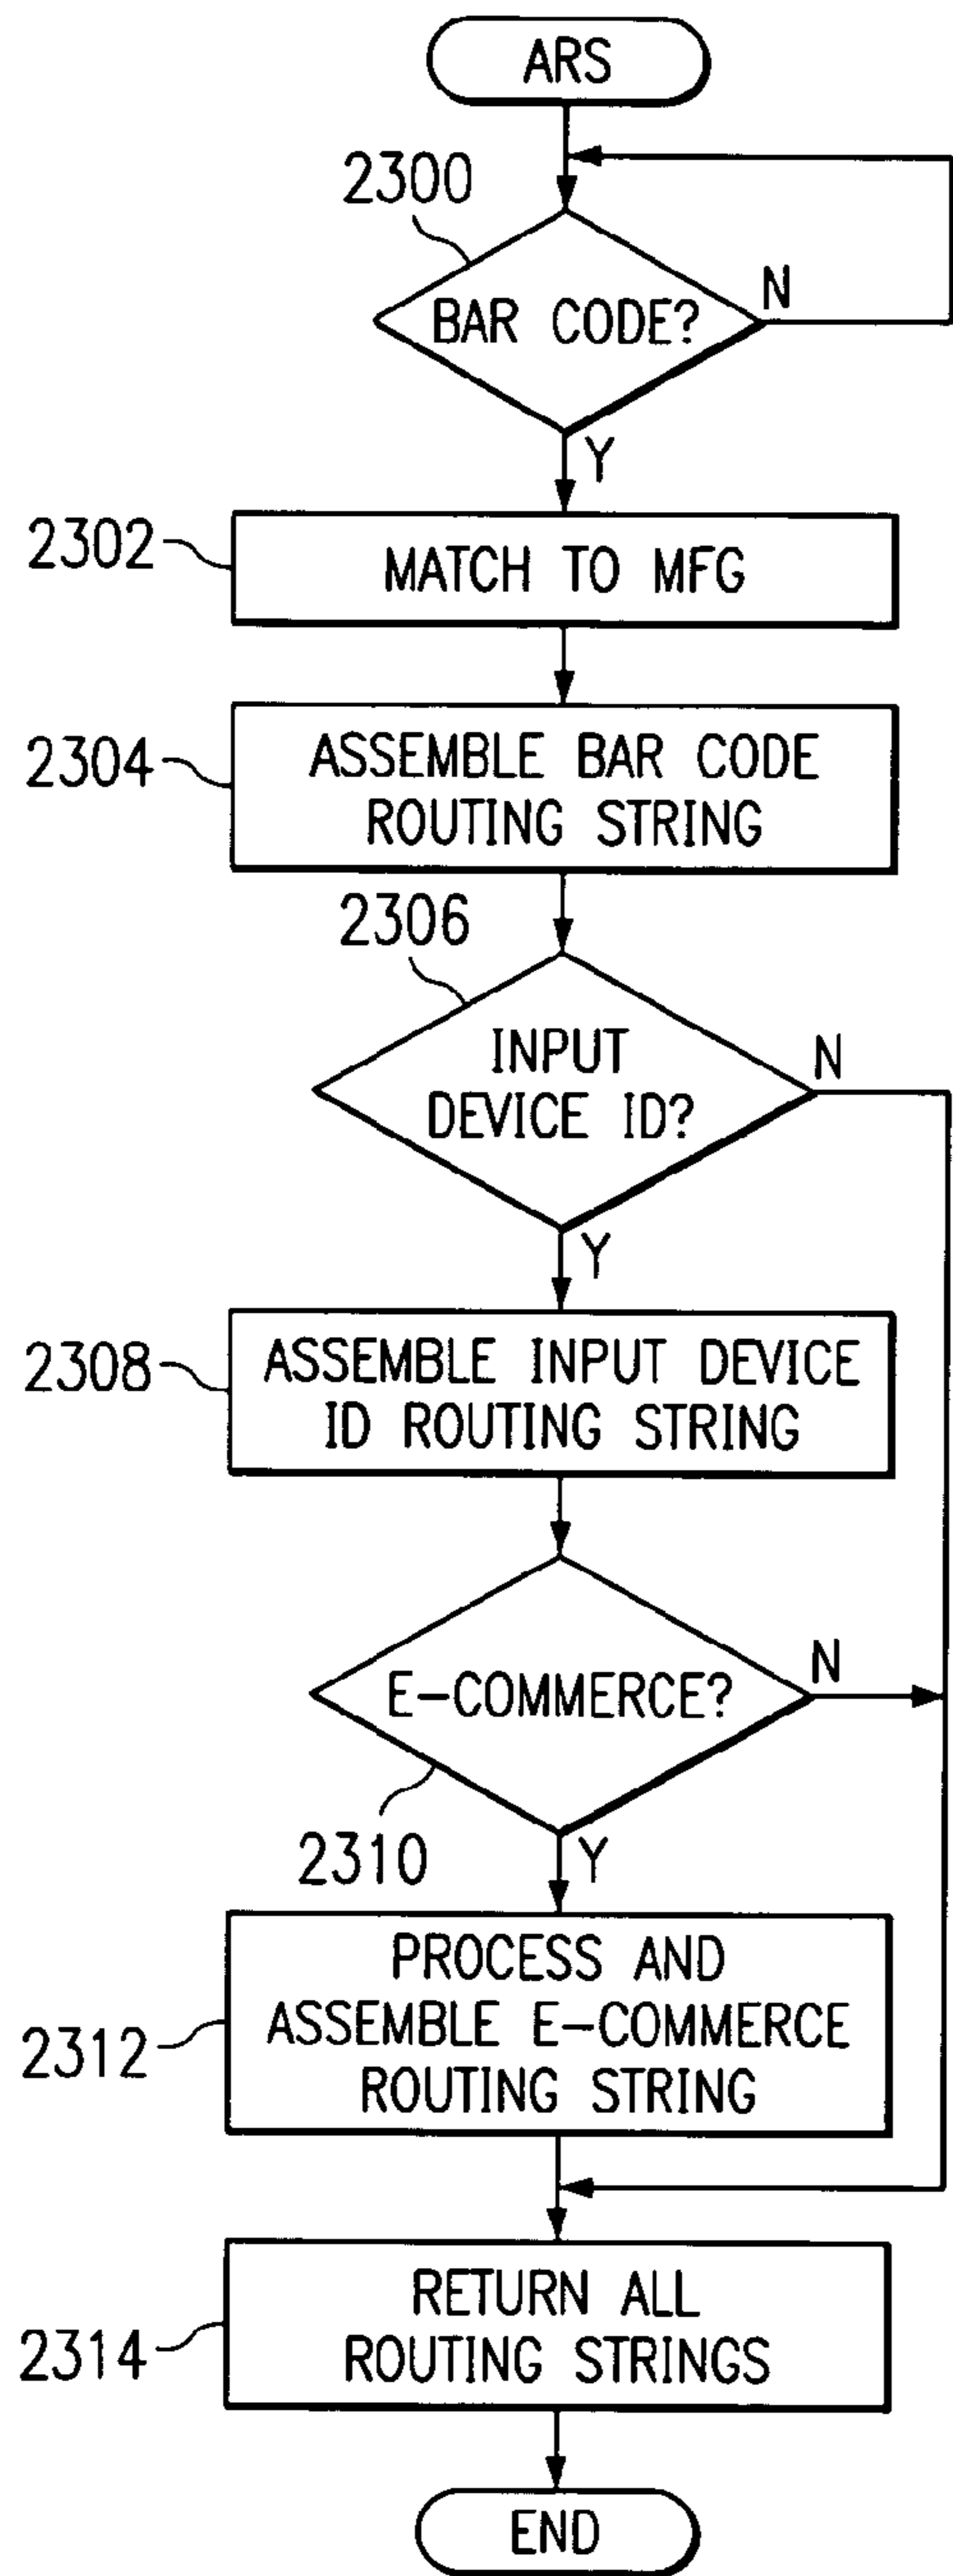 ARS
2300
BAR CODE?
N
Y
2302
MATCH TO MFG
2304
ASSEMBLE BAR CODE
ROUTING STRING
2306
INPUT
DEVICE ID?
N
Y
2308
ASSEMBLE INPUT DEVICE
ID ROUTING STRING
E-COMMERCE?
N
2310
Y
PROCESS AND
ASSEMBLE E-COMMERCE
ROUTING STRING
2312
RETURN ALL
ROUTING STRINGS
2314
END